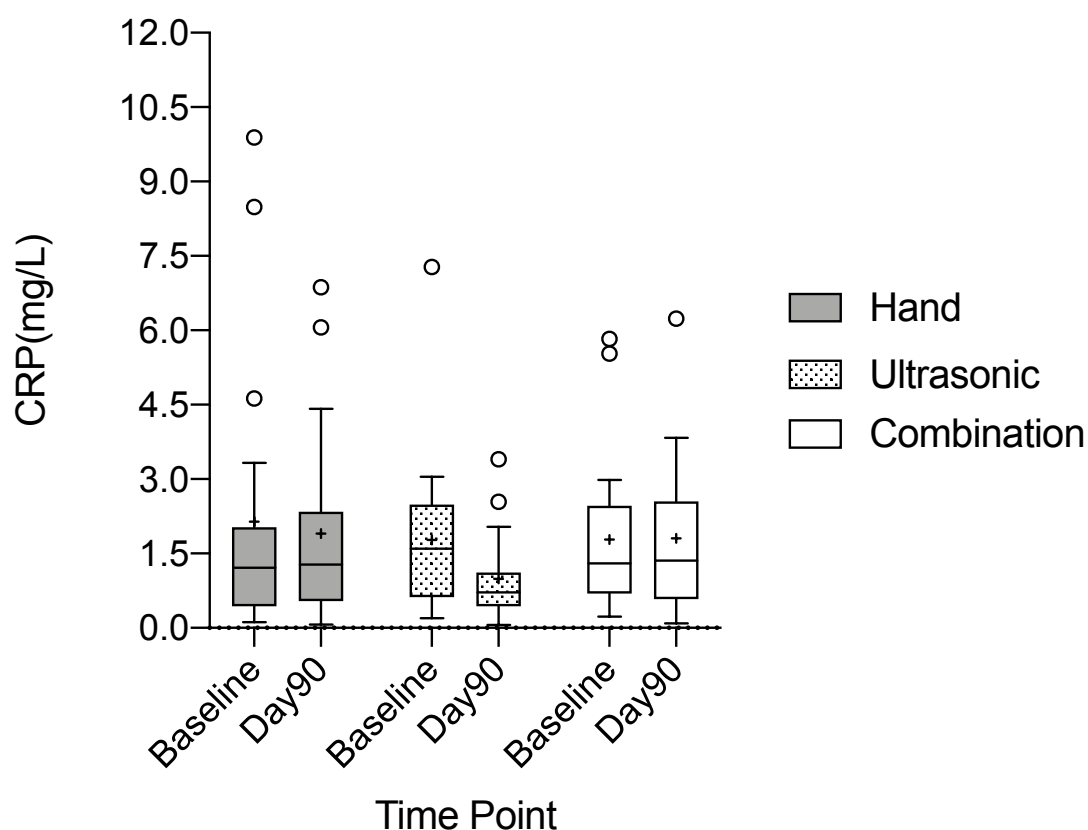 12.0
10.5
9.0
7.5
6.0
4.5
3.0
1.5
0.0
CRP(mg/L)
Baseline
Day90
Baseline
Day90
Baseline
Day90
Time Point
Hand
Ultrasonic
Combination